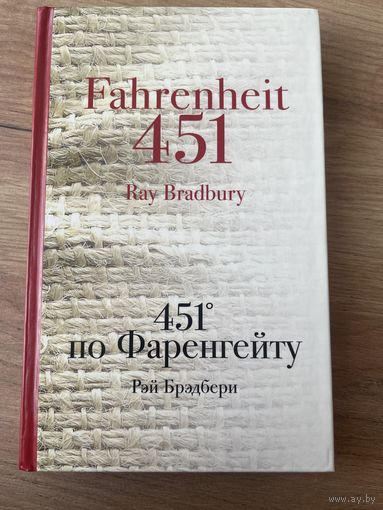 Fahrenheit
451
Ray Bradbury
451°
по Фаренгейту
Рэй Брэдбери
www.ay.by